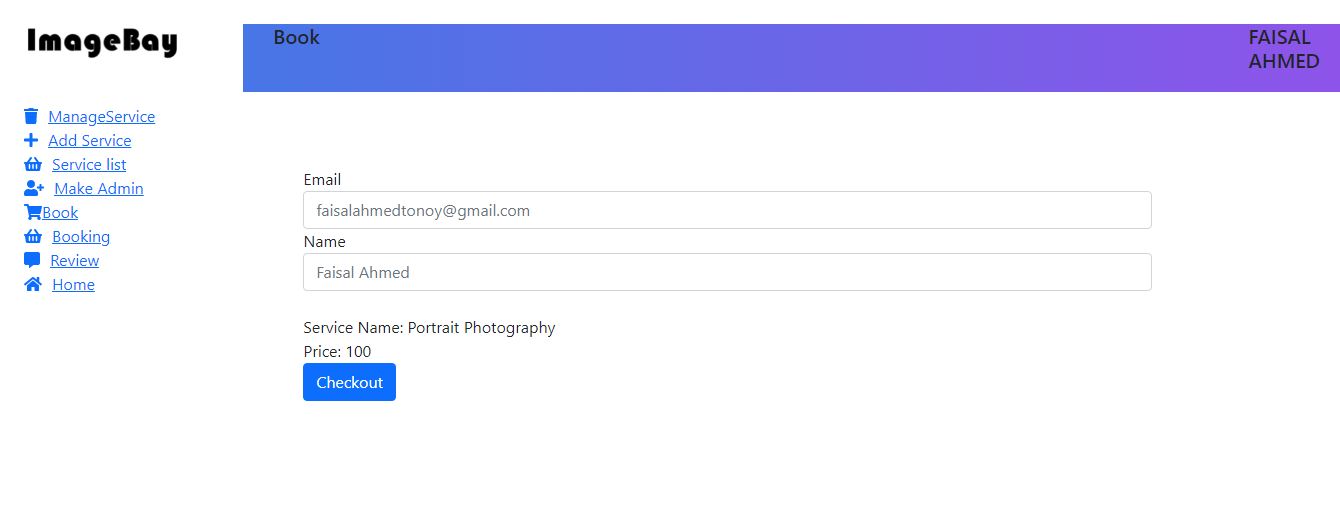 ImageBay
Book
FAISAL
AHMED
ManageService
Add Service
Service list
Make Admin
Book
Booking
Review
Home
Email
faisalahmedtonoy@gmail.com
Name
Faisal Ahmed
Service Name: Portrait Photography
Price: 100
Checkout